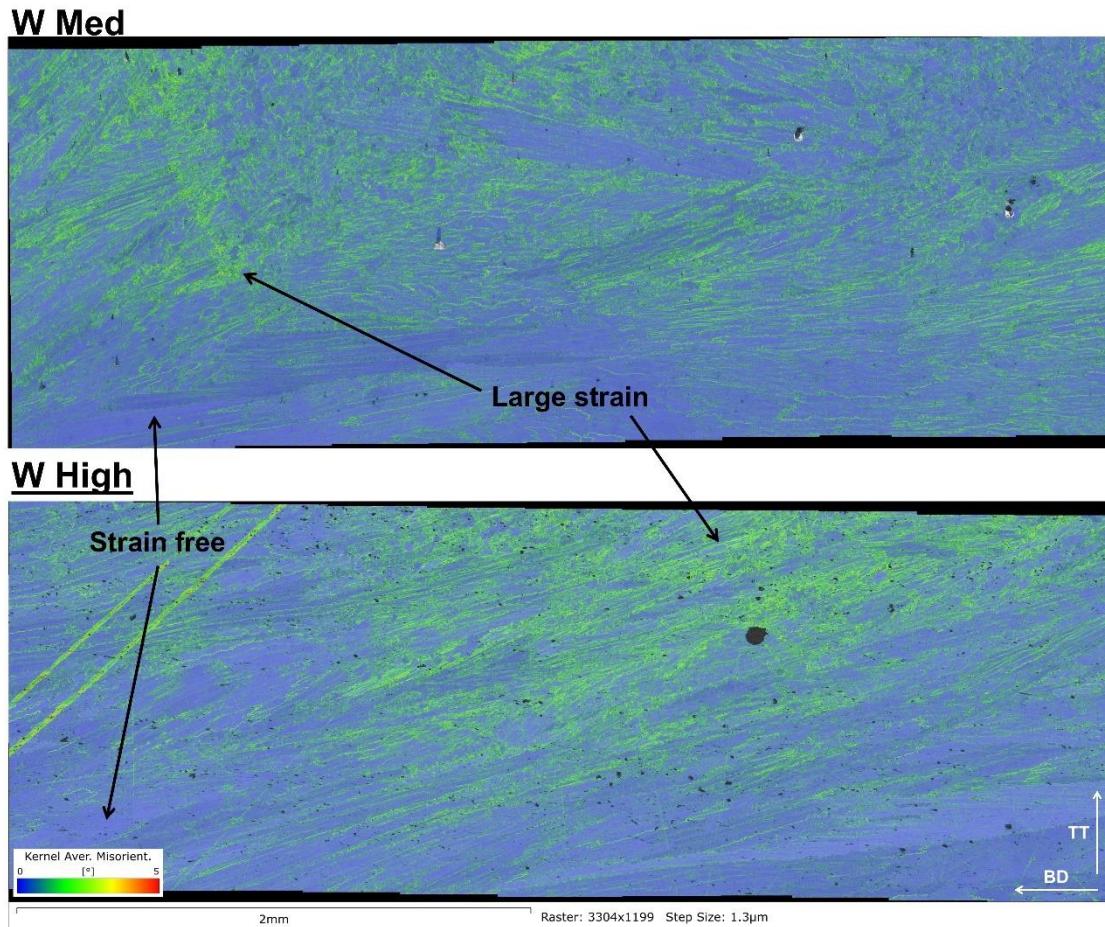 W Med
Large strain
W High
Strain free
Kernel Aver. Misorient.
0 [°] 5
TT
BD
2mm
Raster: 3304x1199 Step Size: 1.3µm